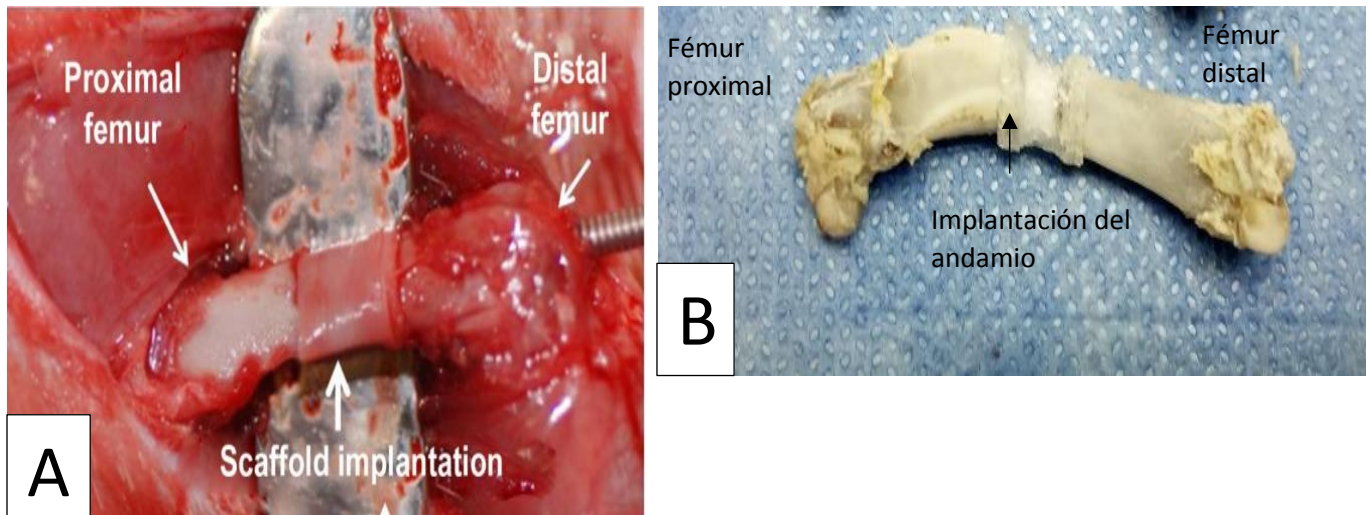 Proximal
femur
Distal
femur
Scaffold implantation
A
Fémur
proximal
Fémur
distal
Implantación del
andamio
B